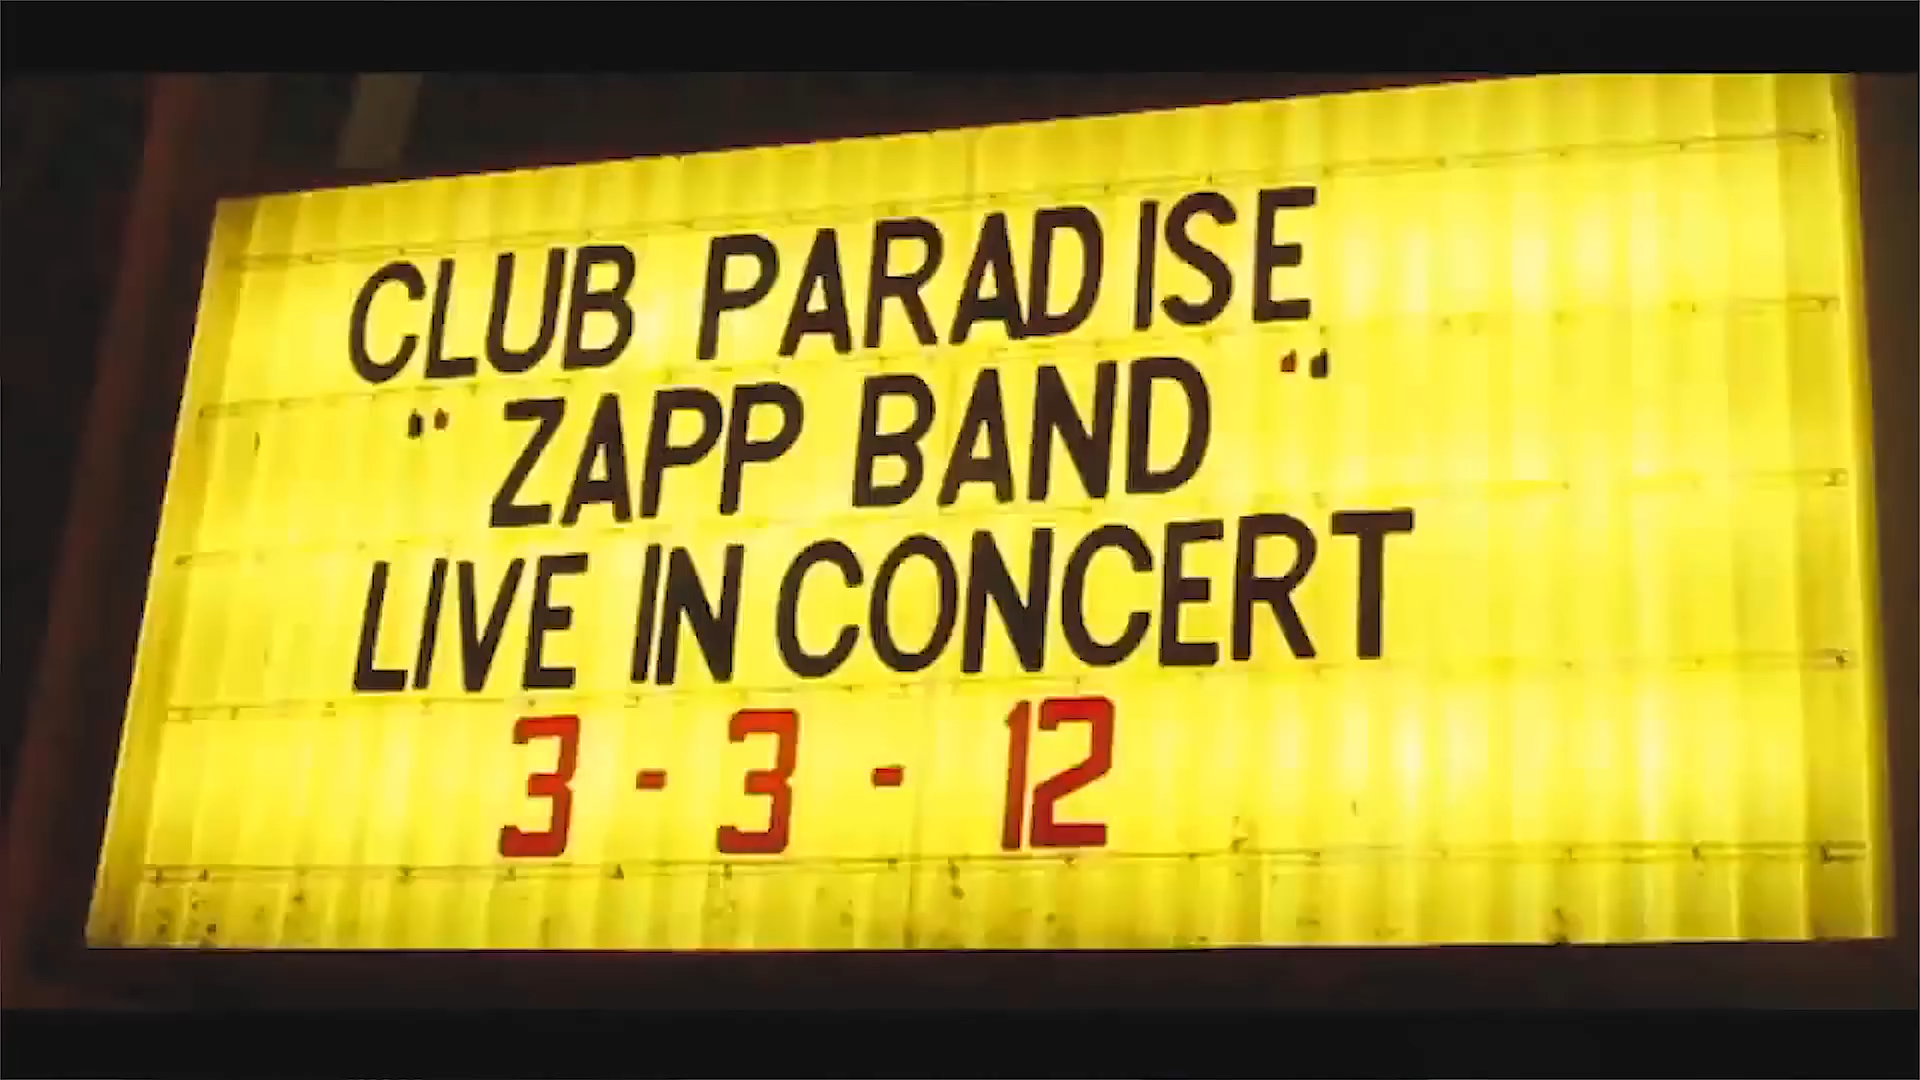 CLUB PARADISE
" ZAPP BAND "
LIVE IN CONCERT
3 - 3 - 12